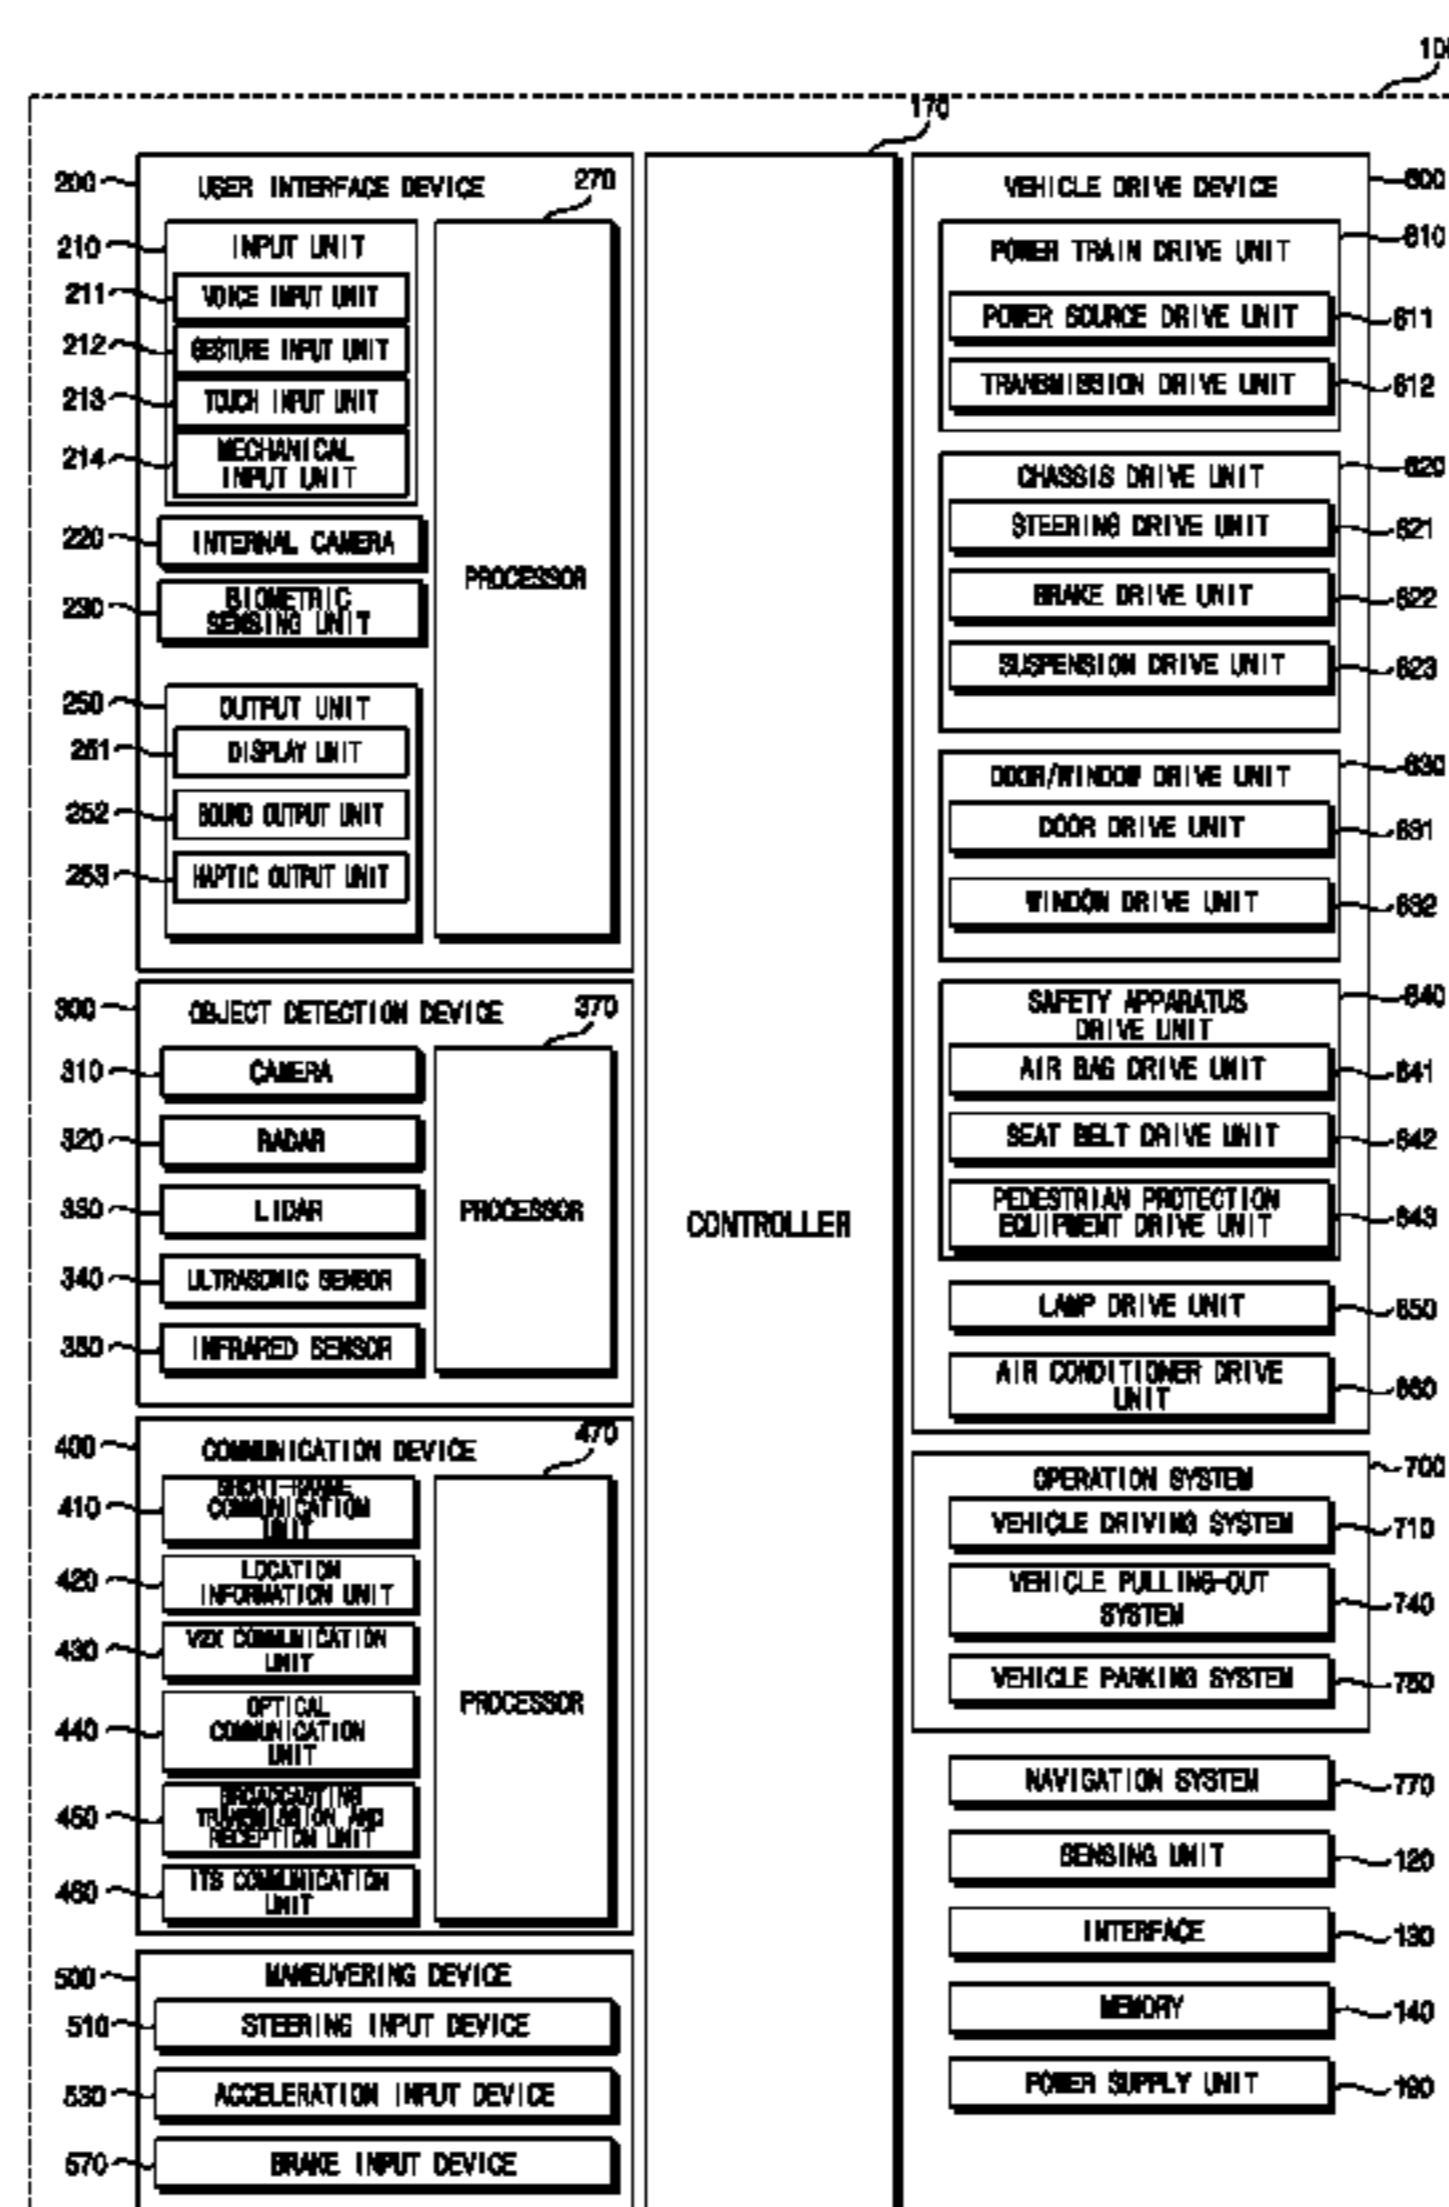 170
200
USER INTERFACE DEVICE
270
210
INPUT UNIT
211
VOICE INPUT UNIT
212
GESTURE INPUT UNIT
213
TOUCH INPUT UNIT
214
MECHANICAL
INPUT UNIT
220
INTERNAL CAMERA
230
BIOMETRIC
SENSING UNIT
PROCESSOR
250
OUTPUT UNIT
251
DISPLAY UNIT
252
SOUND OUTPUT UNIT
253
HAPTIC OUTPUT UNIT
300
OBJECT DETECTION DEVICE
370
310
CAMERA
320
RADAR
330
LIDAR
PROCESSOR
340
ULTRASONIC SENSOR
350
INFRARED SENSOR
400
COMMUNICATION DEVICE
470
410
SHORT-RANGE
COMMUNICATION
UNIT
420
LOCATION
INFORMATION UNIT
430
V2X COMMUNICATION
UNIT
440
OPTICAL
COMMUNICATION
UNIT
PROCESSOR
450
BROADCASTING
TRANSMISSION AND
RECEPTION UNIT
460
ITS COMMUNICATION
UNIT
500
MANEUVERING DEVICE
510
STEERING INPUT DEVICE
530
ACCELERATION INPUT DEVICE
570
BRAKE INPUT DEVICE
CONTROLLER
VEHICLE DRIVE DEVICE
600
POWER TRAIN DRIVE UNIT
610
POWER SOURCE DRIVE UNIT
611
TRANSMISSION DRIVE UNIT
612
CHASSIS DRIVE UNIT
620
STEERING DRIVE UNIT
621
BRAKE DRIVE UNIT
622
SUSPENSION DRIVE UNIT
623
DOOR/WINDOW DRIVE UNIT
630
DOOR DRIVE UNIT
631
WINDOW DRIVE UNIT
632
SAFETY APPARATUS
DRIVE UNIT
640
AIR BAG DRIVE UNIT
641
SEAT BELT DRIVE UNIT
642
PEDESTRIAN PROTECTION
EQUIPMENT DRIVE UNIT
643
LAMP DRIVE UNIT
650
AIR CONDITIONER DRIVE
UNIT
660
OPERATION SYSTEM
700
VEHICLE DRIVING SYSTEM
710
VEHICLE PULLING-OUT
SYSTEM
740
VEHICLE PARKING SYSTEM
750
NAVIGATION SYSTEM
770
SENSING UNIT
120
INTERFACE
130
MEMORY
140
POWER SUPPLY UNIT
190